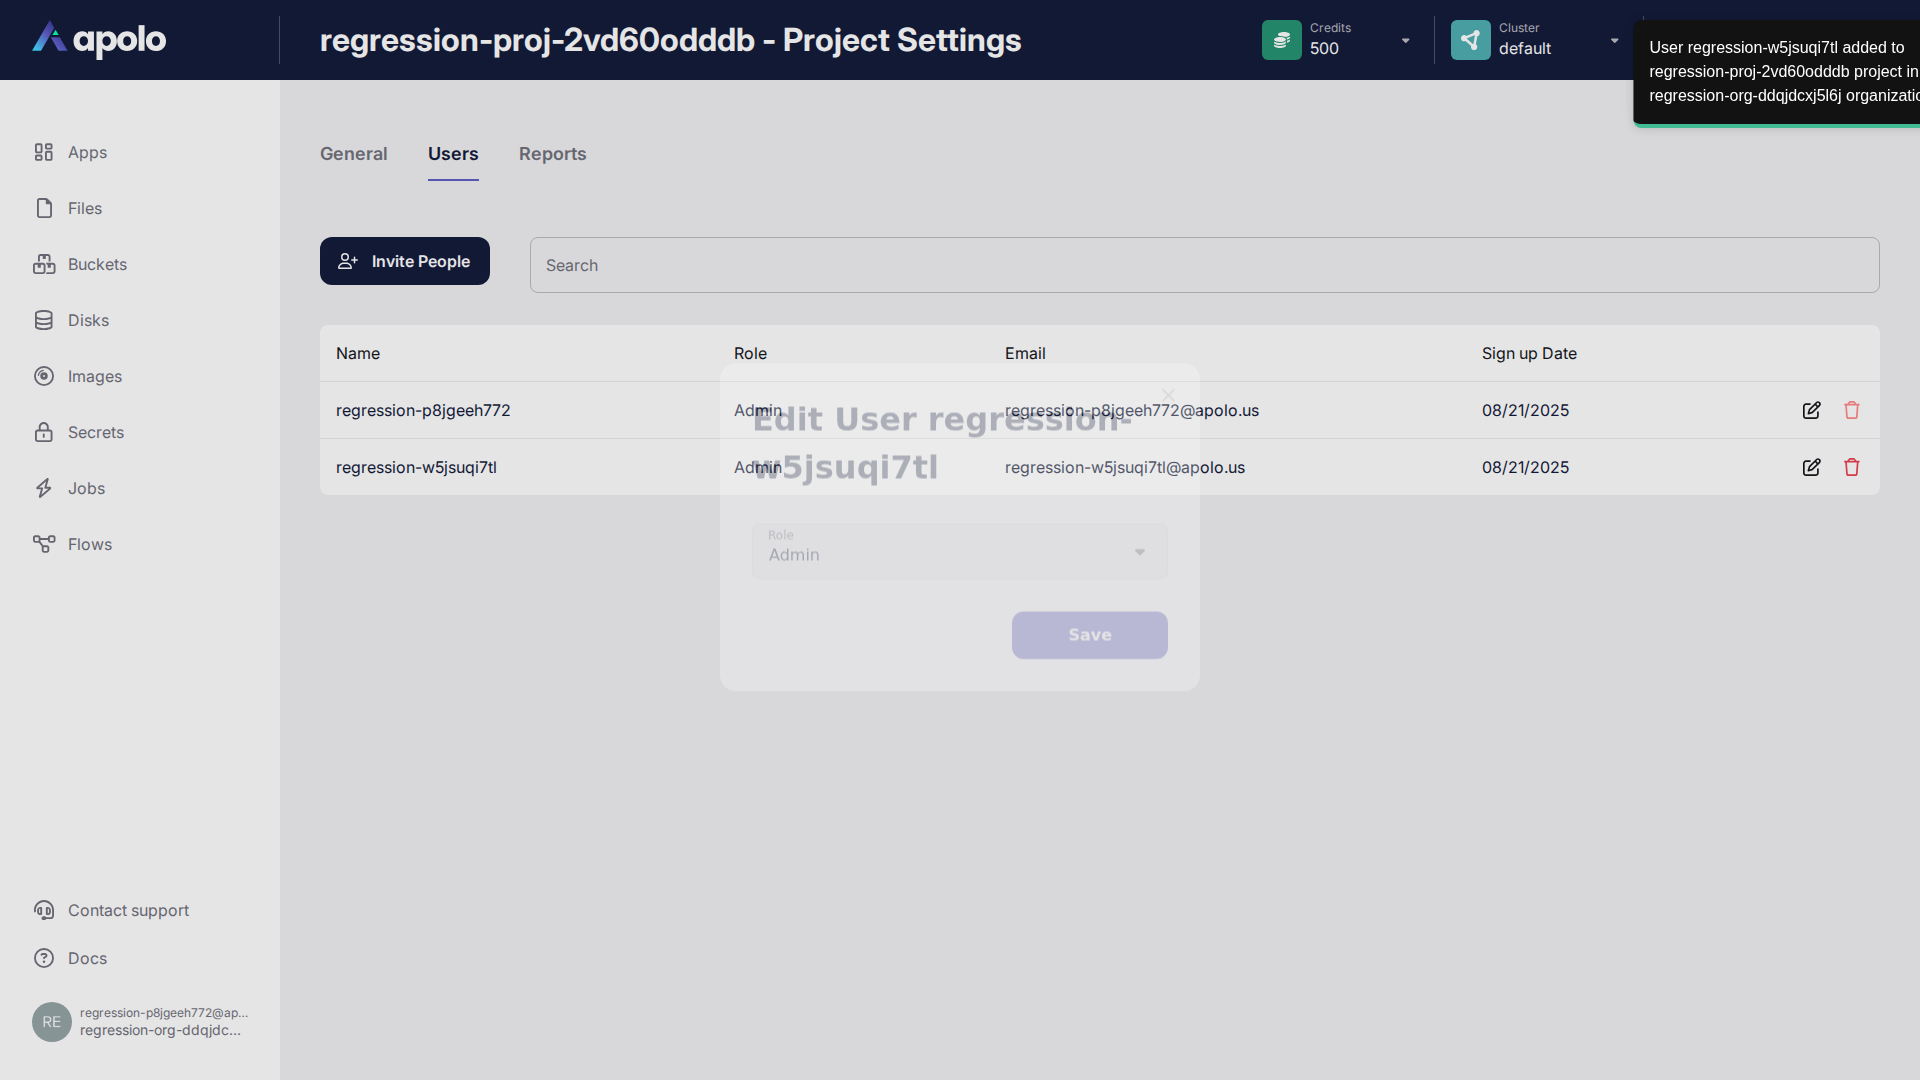 apolo
regression-proj-2vd60odddb - Project Settings
Credits
500
Cluster
default
User regression-w5jsuqi7tl added to
regression-proj-2vd60odddb project in
regression-org-ddqjdcxj5l6j organizatio
Apps
Files
Buckets
Disks
Images
Secrets
Jobs
Flows
Contact support
Docs
RE
regression-p8jgeeh772@ap...
regression-org-ddqjdc...
General
Users
Reports
Invite People
Search
Name
Role
Email
Sign up Date
regression-p8jgeeh772
Admin
regression-p8jgeeh772@apolo.us
08/21/2025
regression-w5jsuqi7tl
Admin
regression-w5jsuqi7tl@apolo.us
08/21/2025
Edit User regression-
w5jsuqi7tl
Role
Admin
Save